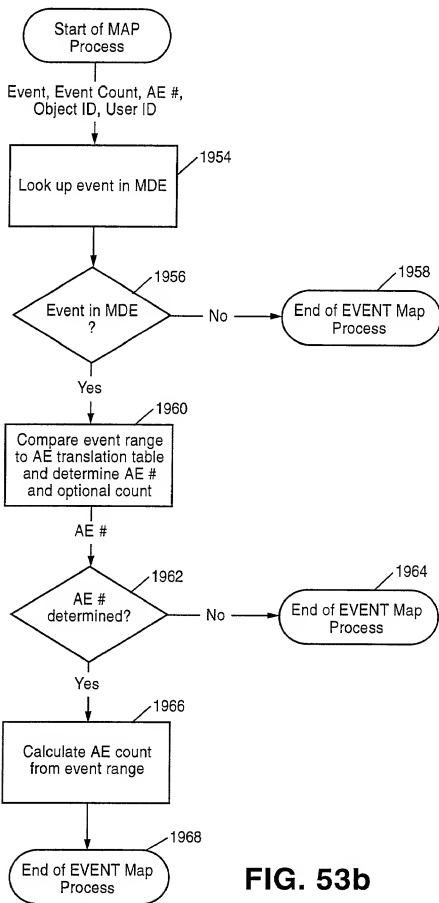 Start of MAP
Process
Event, Event Count, AE #,
Object ID, User ID
1954
Look up event in MDE
1956
Event in MDE
?
No
1958
End of EVENT Map
Process
Yes
1960
Compare event range
to AE translation table
and determine AE #
and optional count
AE #
1962
AE #
determined?
No
1964
End of EVENT Map
Process
Yes
1966
Calculate AE count
from event range
1968
End of EVENT Map
Process
FIG. 53b